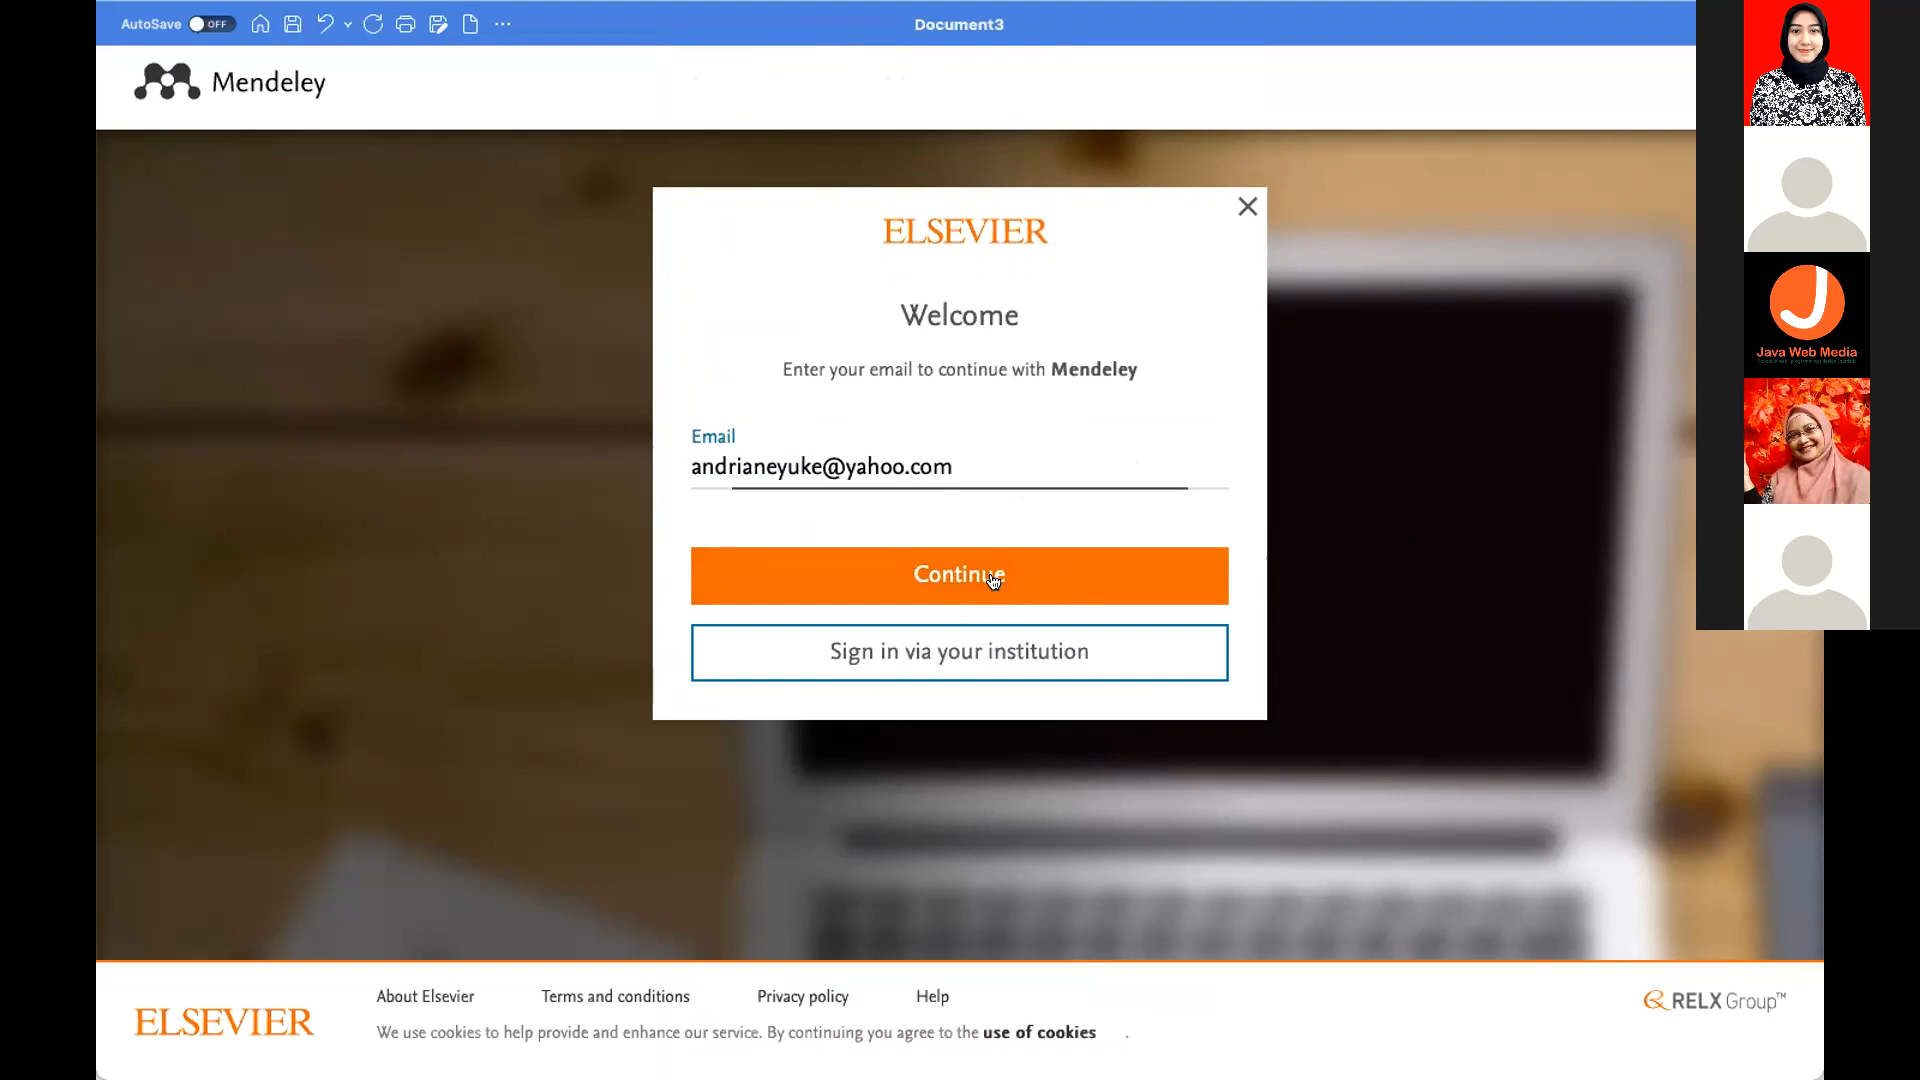 AutoSave OFF
Document3
Mendeley
ELSEVIER
Welcome
Enter your email to continue with Mendeley
Email
andrianeyuke@yahoo.com
Continue
Sign in via your institution
Java Web Media
About Elsevier Terms and conditions Privacy policy Help
ELSEVIER
We use cookies to help provide and enhance our service. By continuing you agree to the use of cookies .
RELX Group™